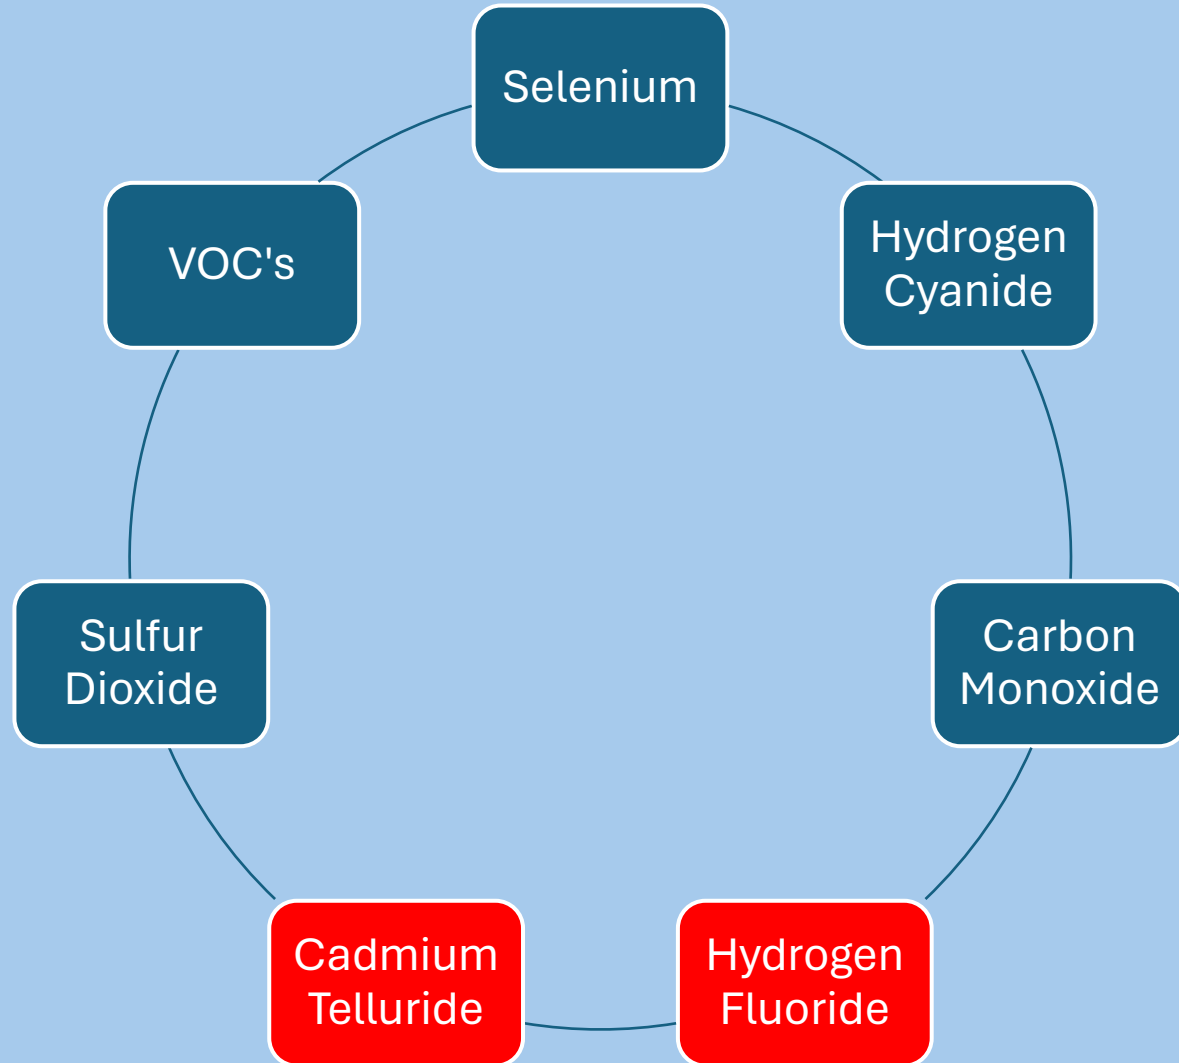 Selenium
Hydrogen
Cyanide
Carbon
Monoxide
Hydrogen
Fluoride
Cadmium
Telluride
Sulfur
Dioxide
VOC's